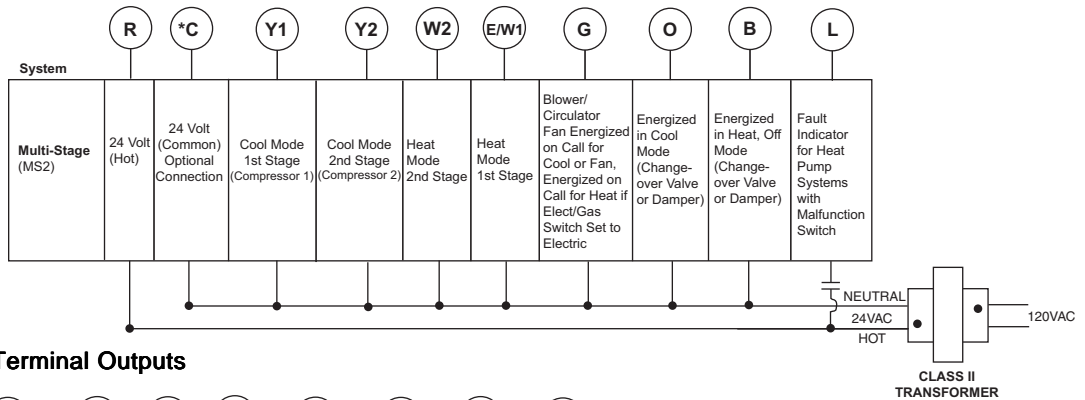 R *C Y1 Y2 W2 E/W1 G O B L
System
Multi-Stage
(MS2)
24 Volt
(Hot)
24 Volt
(Common)
Optional
Connection
Cool Mode
1st Stage
(Compressor 1)
Cool Mode
2nd Stage
(Compressor 2)
Heat
Mode
2nd Stage
Heat
Mode
1st Stage
Blower/
Circulator
Fan Energized
on Call for
Cool or Fan,
Energized on
Call for Heat if
Elect/Gas
Switch Set to
Electric
Energized
in Cool
Mode
(Change-
over Valve
or Damper)
Energized
in Heat, Off
Mode
(Change-
over Valve
or Damper)
Fault
Indicator
for Heat
Pump
Systems
with
Malfunction
Switch
NEUTRAL
24VAC
HOT
120VAC
CLASS II
TRANSFORMER
Terminal Outputs